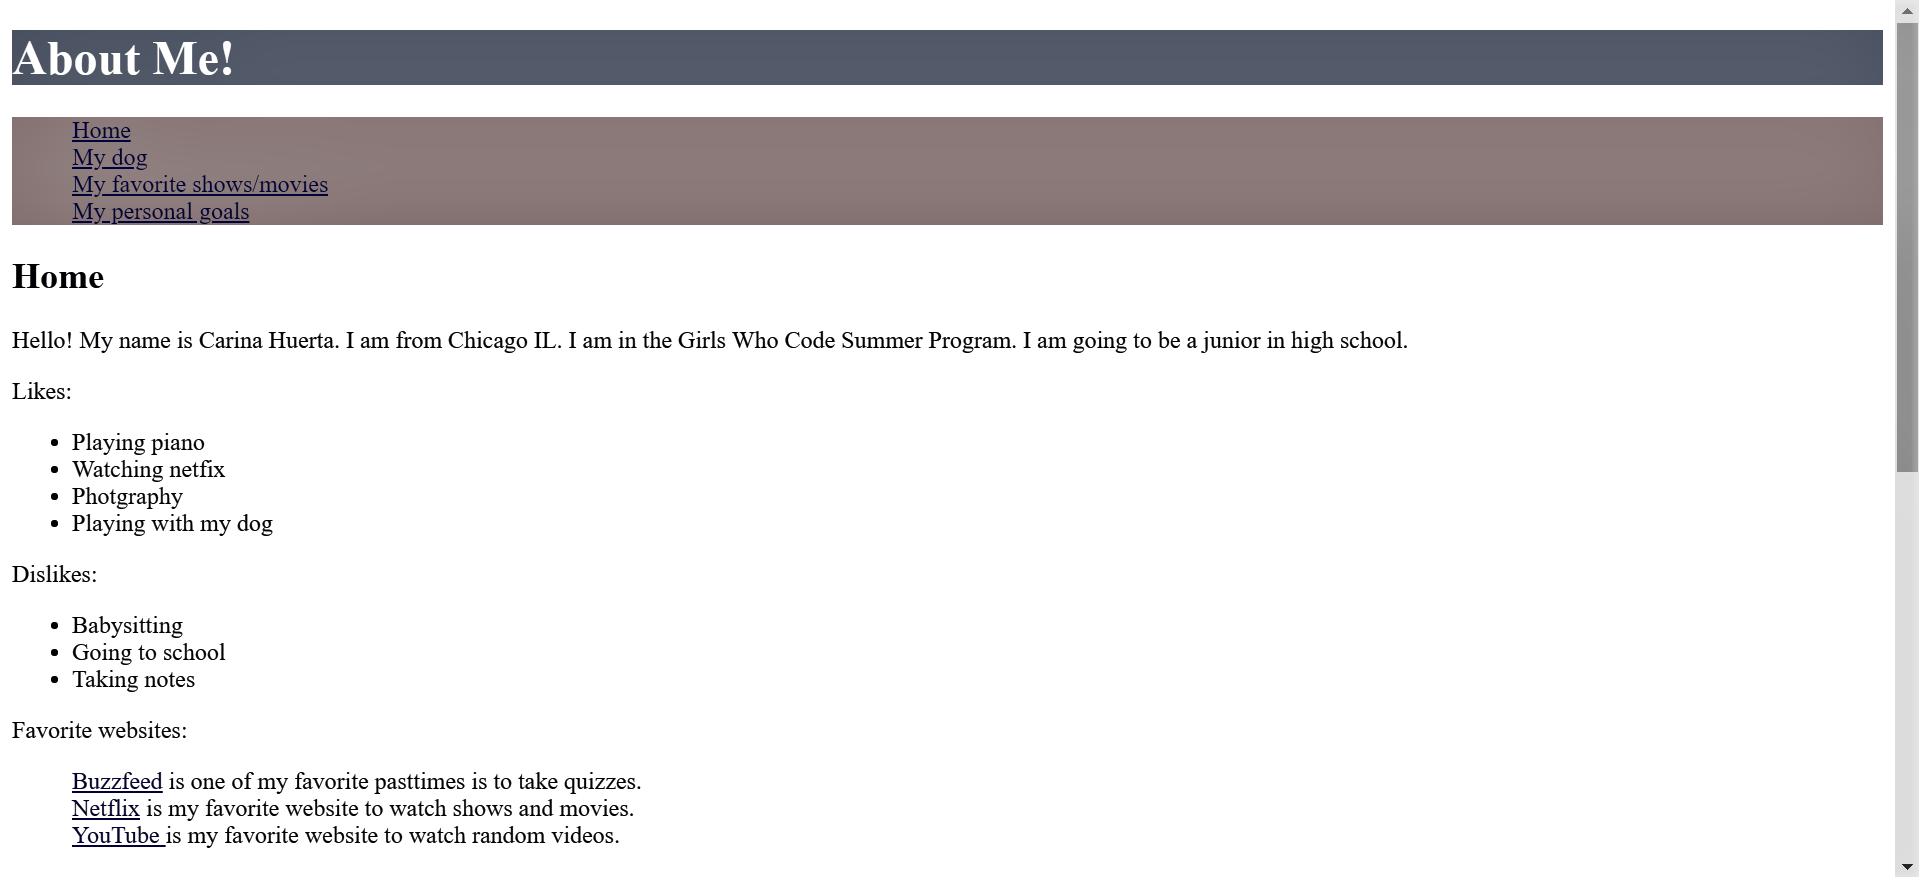 About Me!
Home
My dog
My favorite shows/movies
My personal goals
Home
Hello! My name is Carina Huerta. I am from Chicago IL. I am in the Girls Who Code Summer Program. I am going to be a junior in high school.
Likes:
Playing piano
Watching netfix
Photgraphy
Playing with my dog
Dislikes:
Babysitting
Going to school
Taking notes
Favorite websites:
Buzzfeed is one of my favorite pasttimes is to take quizzes.
Netflix is my favorite website to watch shows and movies.
YouTube is my favorite website to watch random videos.